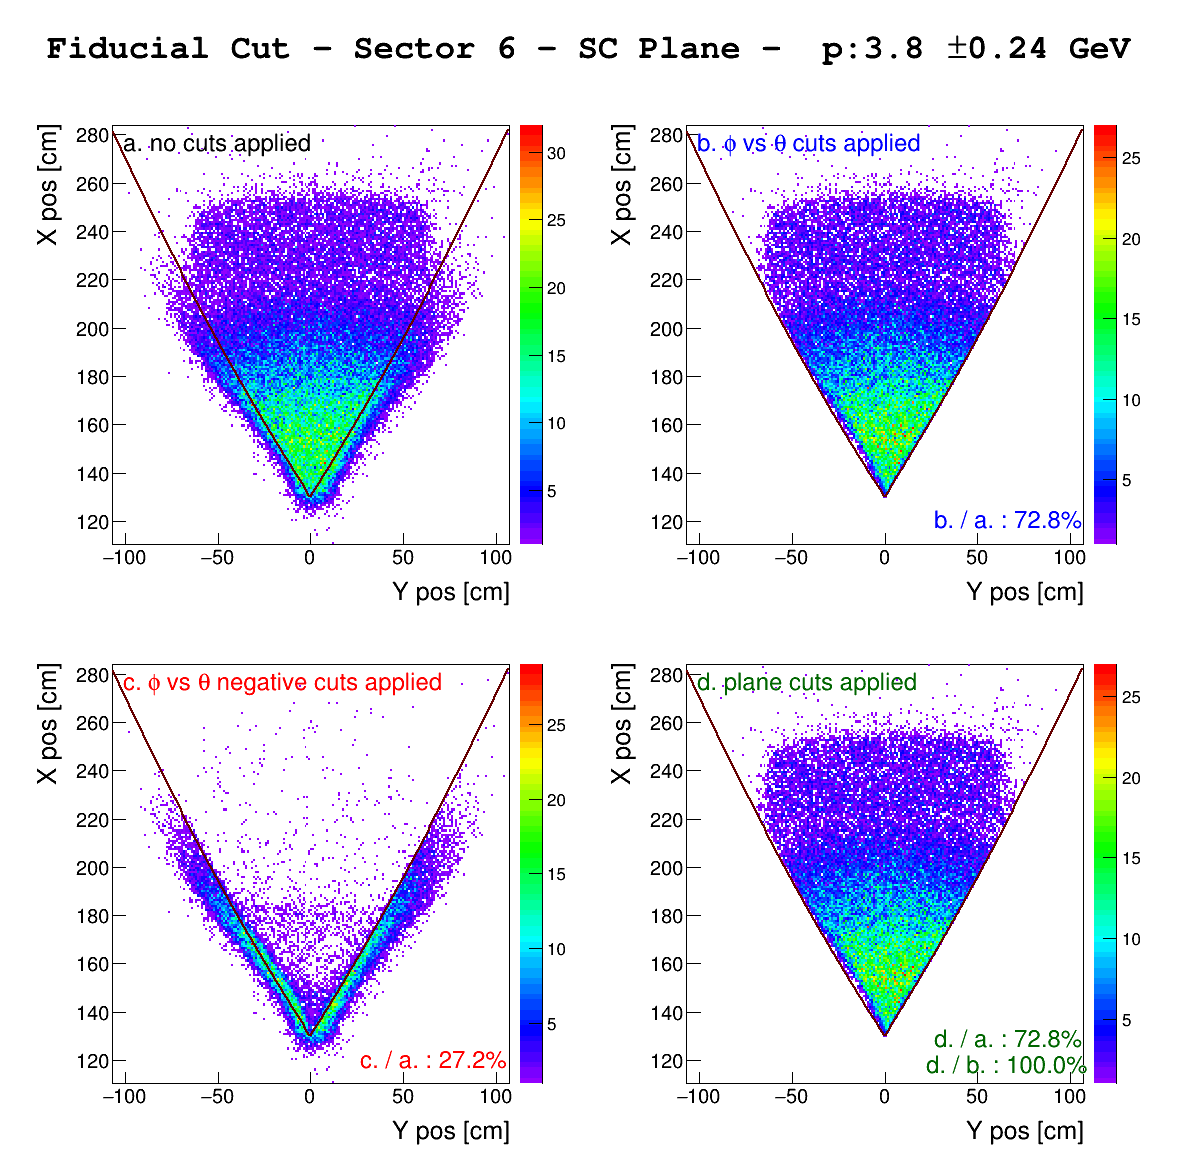 Fiducial Cut − Sector 6 − SC Plane − p:3.8 ±0.24 GeV
X pos [cm]
280
260
240
220
200
180
160
140
120
a. no cuts applied
30
25
20
15
10
5
−100 −50 0 50 100
Y pos [cm]
X pos [cm]
280
260
240
220
200
180
160
140
120
b. ϕ vs θ cuts applied
b. / a. : 72.8%
25
20
15
10
5
−100 −50 0 50 100
Y pos [cm]
X pos [cm]
280
260
240
220
200
180
160
140
120
c. ϕ vs θ negative cuts applied
c. / a. : 27.2%
25
20
15
10
5
−100 −50 0 50 100
Y pos [cm]
X pos [cm]
280
260
240
220
200
180
160
140
120
d. plane cuts applied
d. / a. : 72.8%
d. / b. : 100.0%
25
20
15
10
5
−100 −50 0 50 100
Y pos [cm]